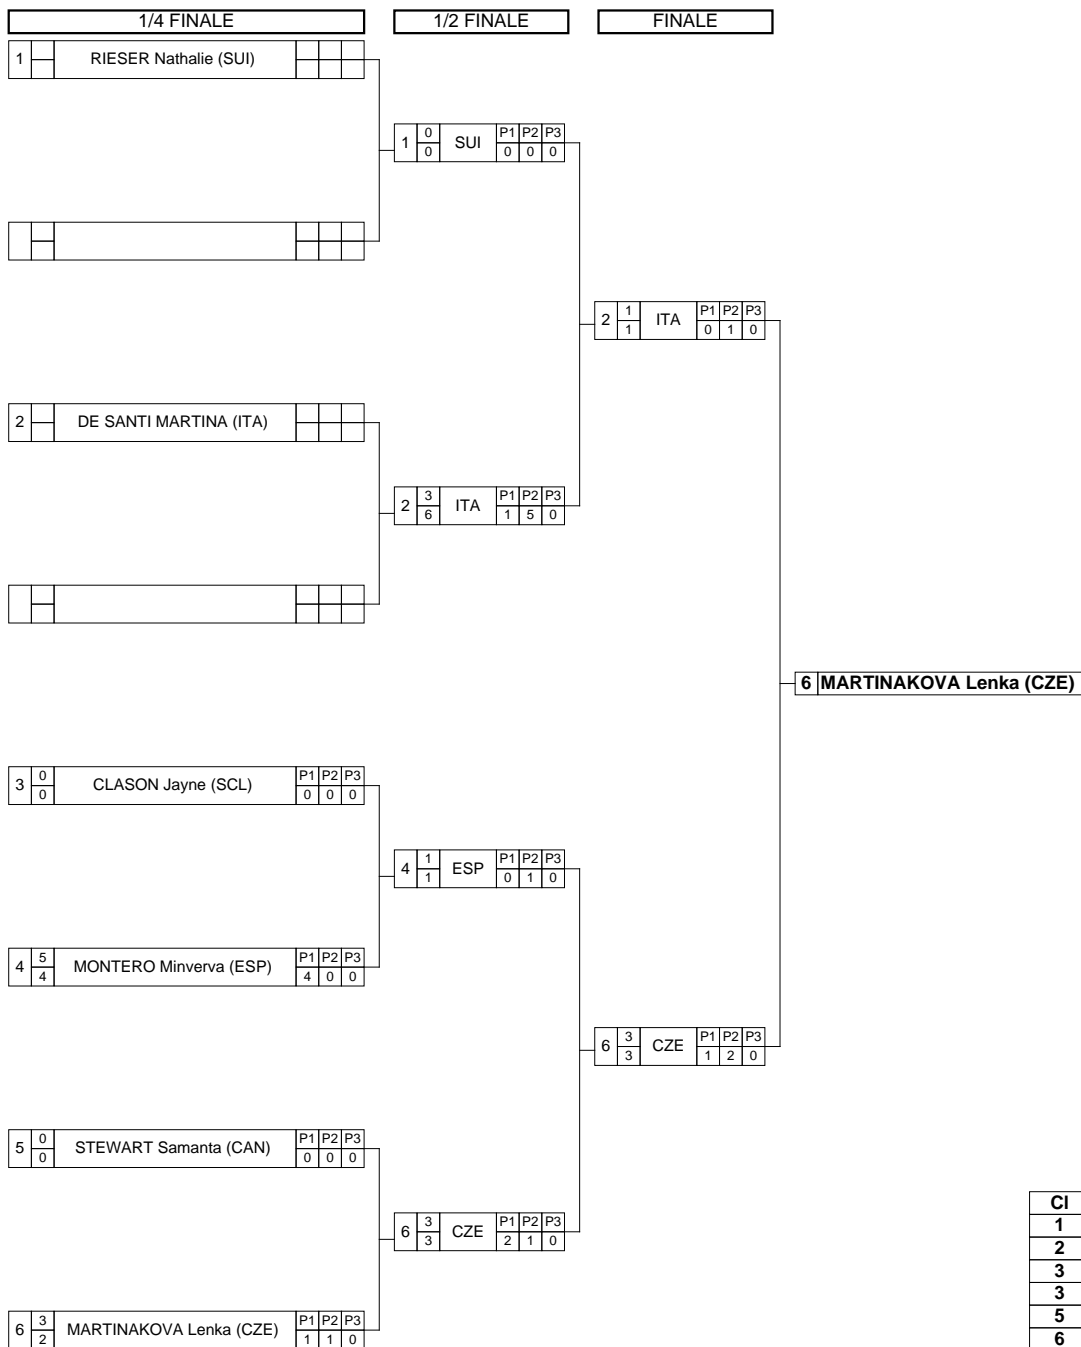 1/4 FINALE 1/2 FINALE FINALE
1 RIESER Nathalie (SUI)
1 0 SUI P1 P2 P3
0 0 0 0
2 1 ITA P1 P2 P3
1 0 1 0
2 DE SANTI MARTINA (ITA)
2 3 ITA P1 P2 P3
6 1 5 0
6 MARTINAKOVA Lenka (CZE)
3 0 CLASON Jayne (SCL) P1 P2 P3
0 0 0 0
4 1 ESP P1 P2 P3
1 0 1 0
4 5 MONTERO Minverva (ESP) P1 P2 P3
4 4 0 0
6 3 CZE P1 P2 P3
3 1 2 0
5 0 STEWART Samanta (CAN) P1 P2 P3
0 0 0 0
6 3 CZE P1 P2 P3
3 2 1 0
Cl
1
2
3
3
5
6
6 3 MARTINAKOVA Lenka (CZE) P1 P2 P3
2 1 1 0